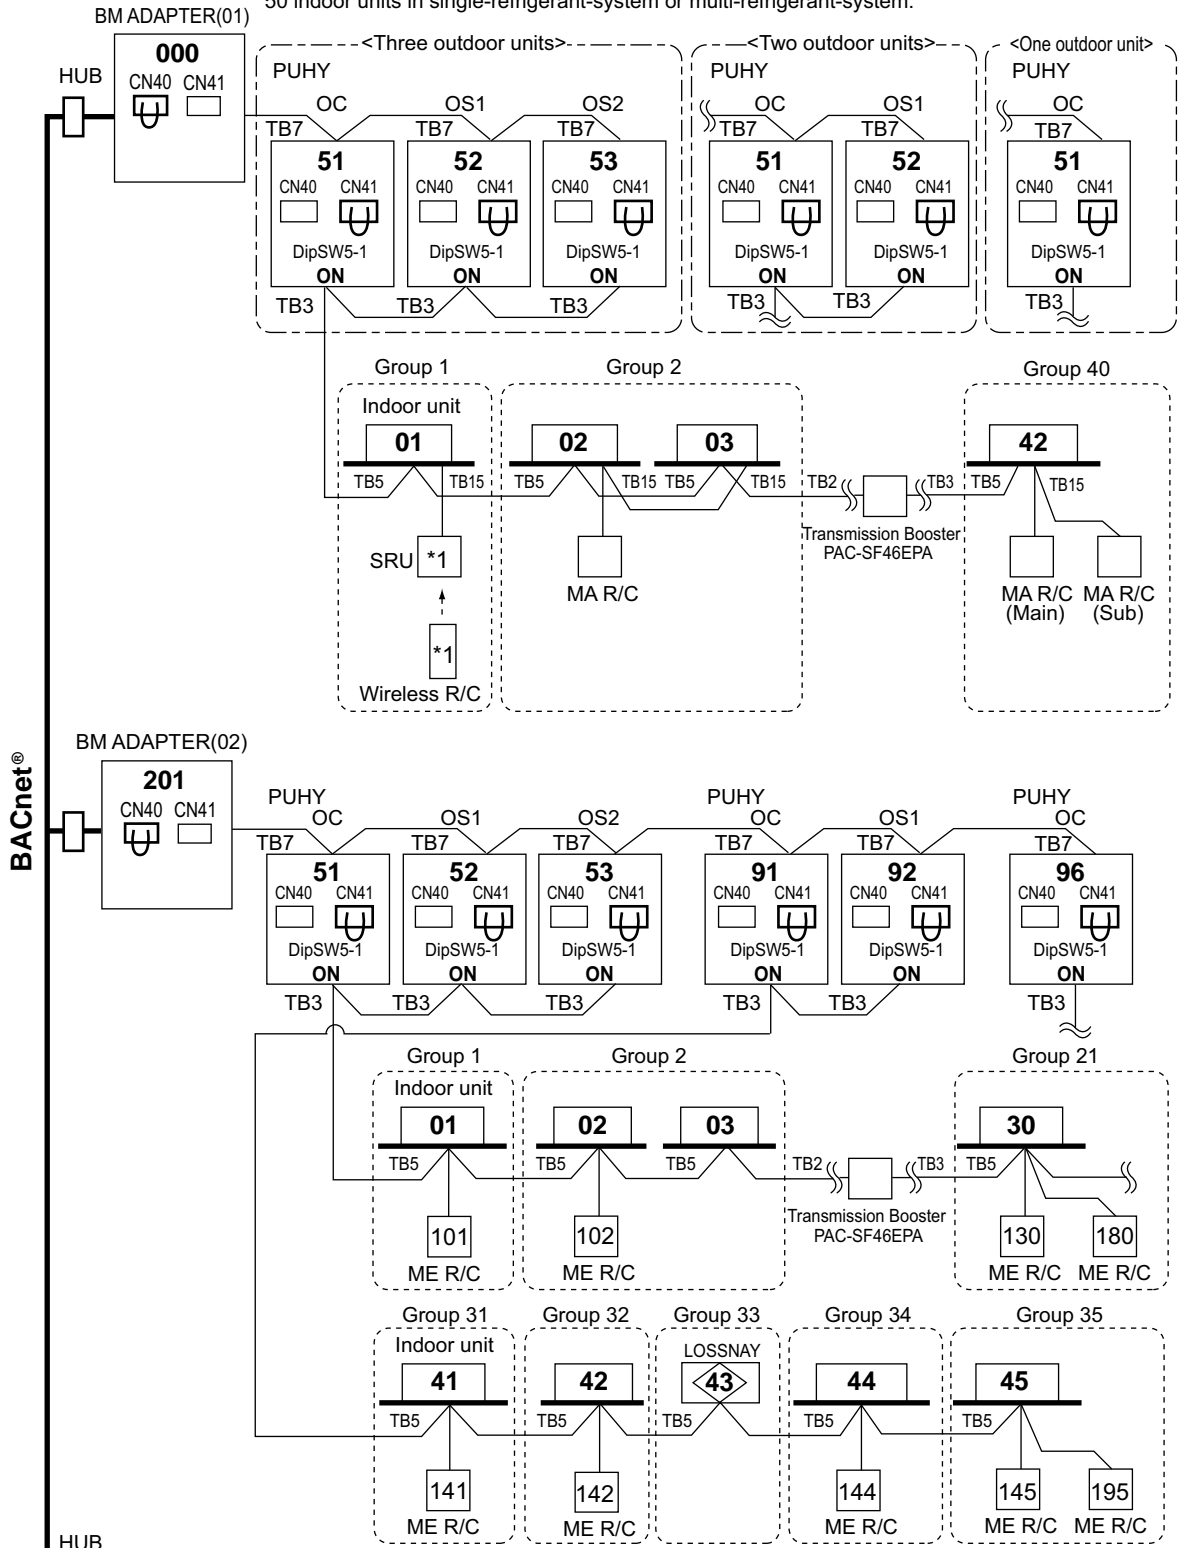 50 indoor units in single-refrigerant-system or multi-refrigerant-system.
BM ADAPTER(01)
000
CN40 CN41
HUB
<Three outdoor units>
PUHY
OC OS1 OS2
TB7 TB7 TB7
51 52 53
CN40 CN41 CN40 CN41 CN40 CN41
DipSW5-1 DipSW5-1 DipSW5-1
ON ON ON
TB3 TB3 TB3
<Two outdoor units>
PUHY
OC OS1
TB7 TB7
51 52
CN40 CN41 CN40 CN41
DipSW5-1 DipSW5-1
ON ON
TB3 TB3
<One outdoor unit>
PUHY
OC
TB7
51
CN40 CN41
DipSW5-1
ON
TB3
Group 1 Group 2 Group 40
Indoor unit
01 02 03 42
TB5 TB15 TB5 TB15 TB5 TB15 TB2 TB3 TB5 TB15
Transmission Booster
PAC-SF46EPA
SRU *1
MA R/C
MA R/C MA R/C
(Main) (Sub)
*1
Wireless R/C
BACnet®
BM ADAPTER(02)
201
CN40 CN41
PUHY PUHY PUHY
OC OS1 OS2 OC OS1 OC
TB7 TB7 TB7 TB7 TB7 TB7
51 52 53 91 92 96
CN40 CN41 CN40 CN41 CN40 CN41 CN40 CN41 CN40 CN41 CN40 CN41
DipSW5-1 DipSW5-1 DipSW5-1 DipSW5-1 DipSW5-1 DipSW5-1
ON ON ON ON ON ON
TB3 TB3 TB3 TB3 TB3 TB3
Group 1 Group 2 Group 21
Indoor unit
01 02 03 30
TB5 TB5 TB5 TB2 TB3 TB5
Transmission Booster
PAC-SF46EPA
101 102 130 180
ME R/C ME R/C ME R/C ME R/C
Group 31 Group 32 Group 33 Group 34 Group 35
Indoor unit
LOSSNAY
41 42 43 44 45
TB5 TB5 TB5 TB5 TB5
141 142 144 145 195
ME R/C ME R/C ME R/C ME R/C ME R/C
HUB